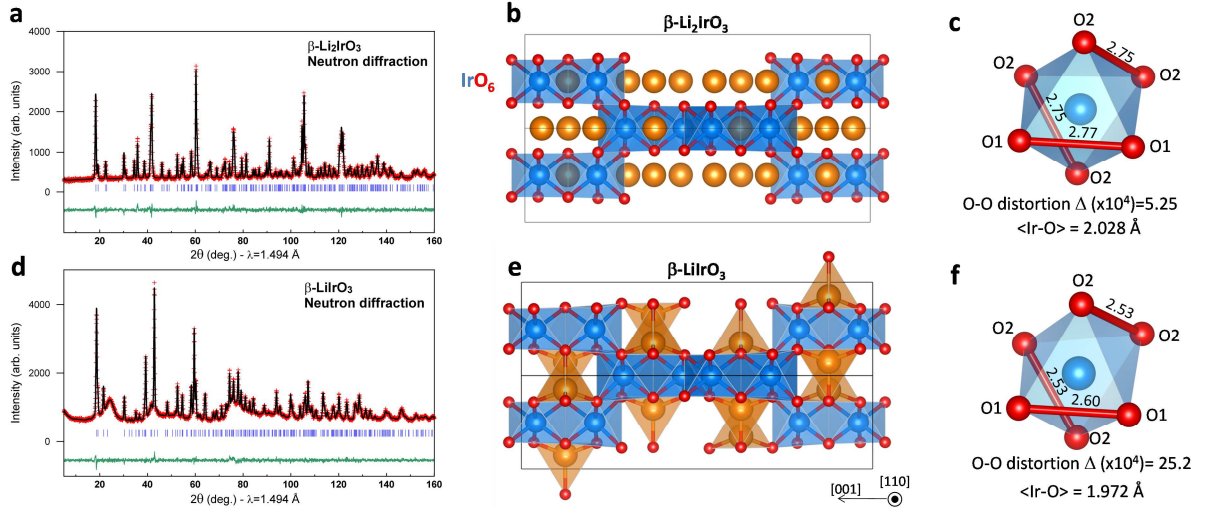 a
4000
3000
2000
1000
0
Intensity (arb. units)
β-Li2IrO3
Neutron diffraction
20 40 60 80 100 120 140 160
2θ (deg.) - λ=1.494 Å
b
β-Li2IrO3
IrO6
c
O2
2.75
O2
O2
2.75
2.77
O1
O1
O2
O-O distortion Δ (x10⁴)=5.25
<Ir-O> = 2.028 Å
d
4000
2000
0
Intensity (arb. units)
β-LiIrO3
Neutron diffraction
20 40 60 80 100 120 140 160
2θ (deg.) - λ=1.494 Å
e
β-LiIrO3
[001]
[110]
f
O2
2.53
O2
O2
2.53
2.60
O1
O1
O2
O-O distortion Δ (x10⁴)= 25.2
<Ir-O> = 1.972 Å